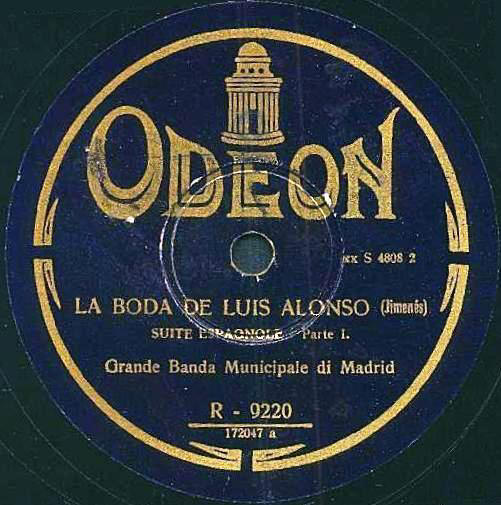 ODEON
xx S 4808 2
LA BODA DE LUIS ALONSO (Jimenés)
SUITE ESPAGNOLE - Parte I.
Grande Banda Municipale di Madrid
R - 9220
172047 a